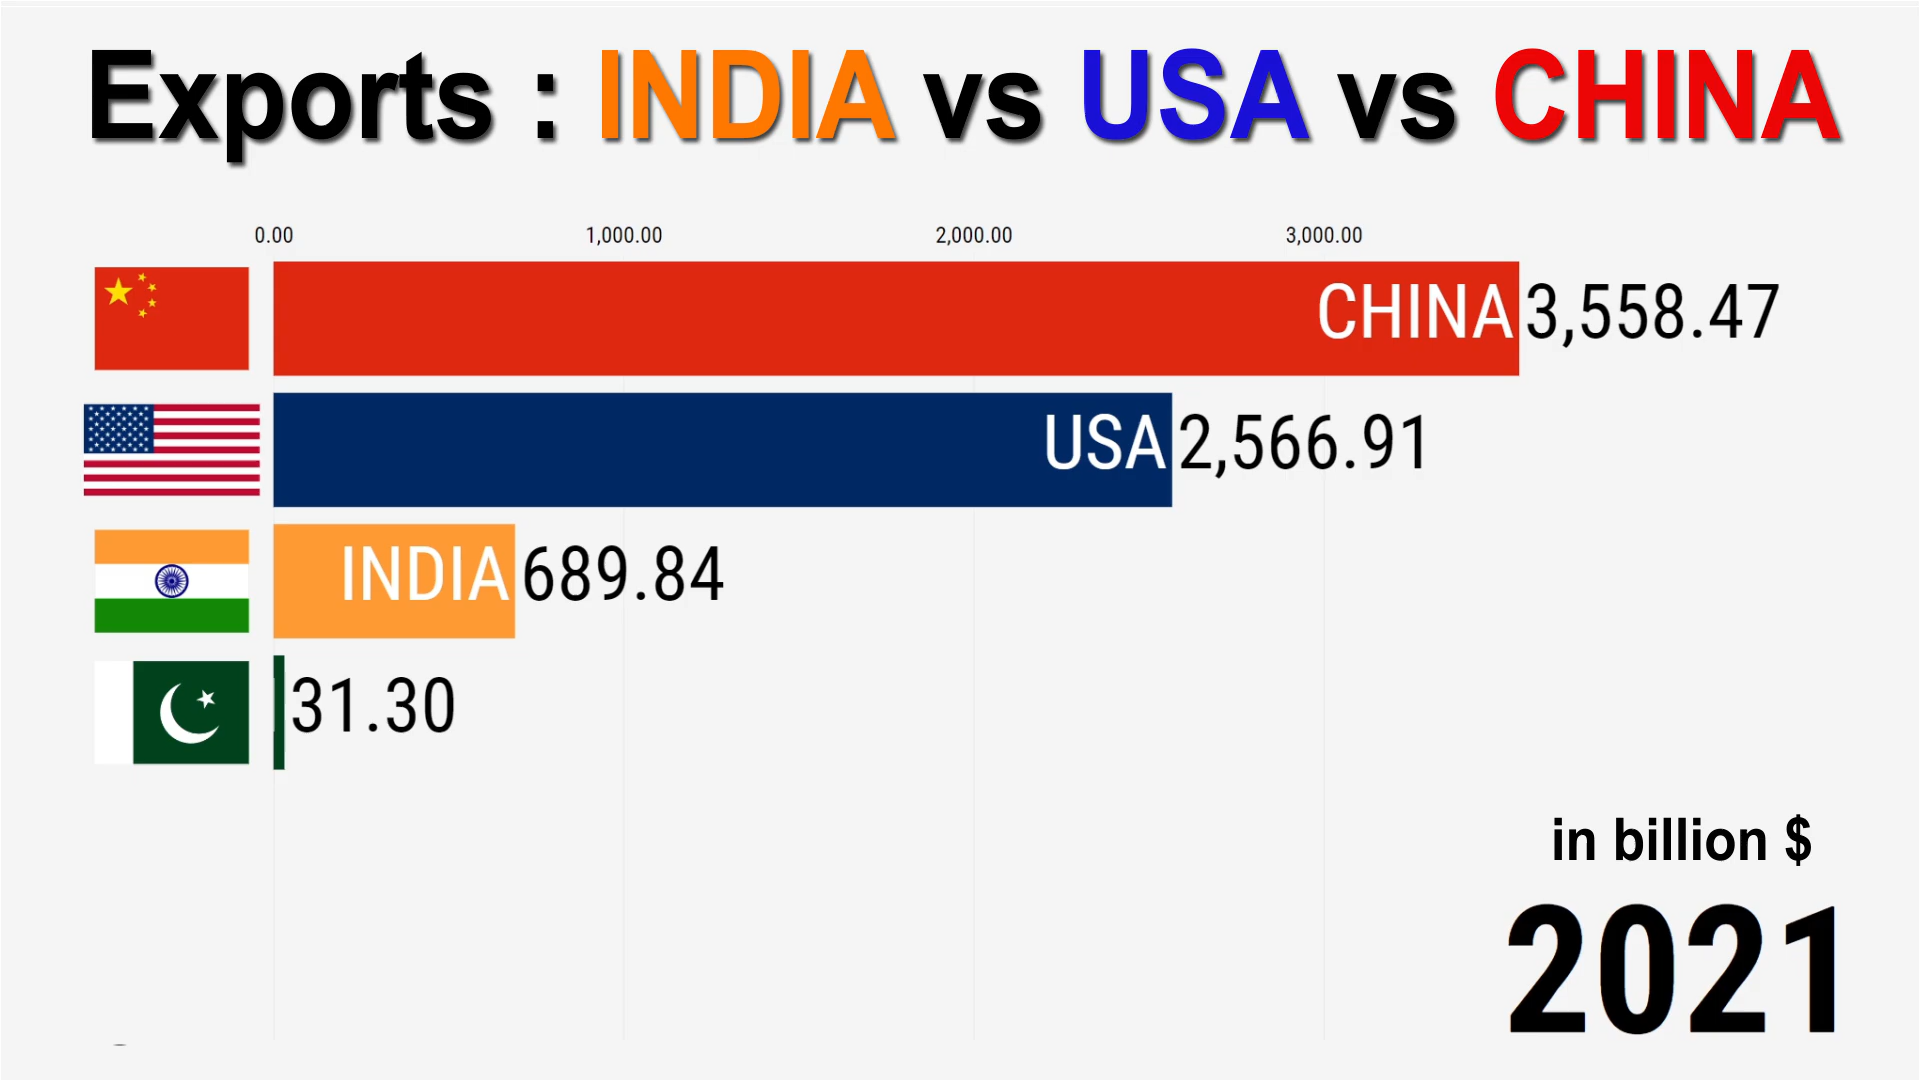 Exports : INDIA vs USA vs CHINA
0.00 1,000.00 2,000.00 3,000.00
CHINA 3,558.47
USA 2,566.91
INDIA 689.84
31.30
in billion $
2021